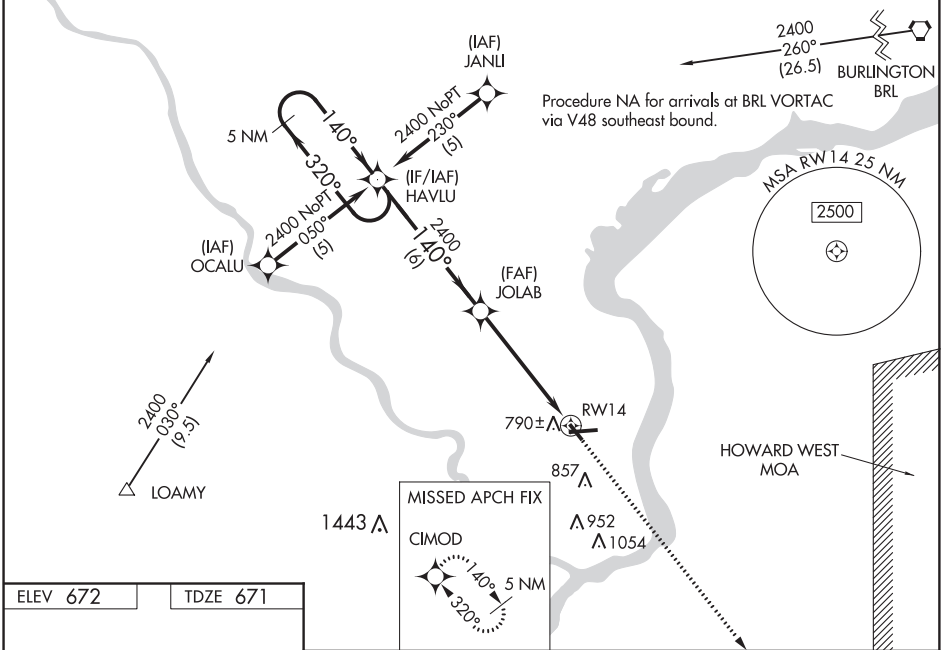 2400
260°
(26.5)
BURLINGTON
BRL
(IAF)
JANLI
2400 NoPT
230°
(5)
Procedure NA for arrivals at BRL VORTAC
via V48 southeast bound.
5 NM
140°
320°
(IF/IAF)
HAVLU
MSA RW14 25 NM
2500
2400 NoPT
050°
(5)
(IAF)
OCALU
2400
140°
(6)
(FAF)
JOLAB
2400
030°
(9.5)
LOAMY
790±
RW14
857
HOWARD WEST
MOA
1443
952
1054
MISSED APCH FIX
CIMOD
140°
5 NM
320°
ELEV 672
TDZE 671